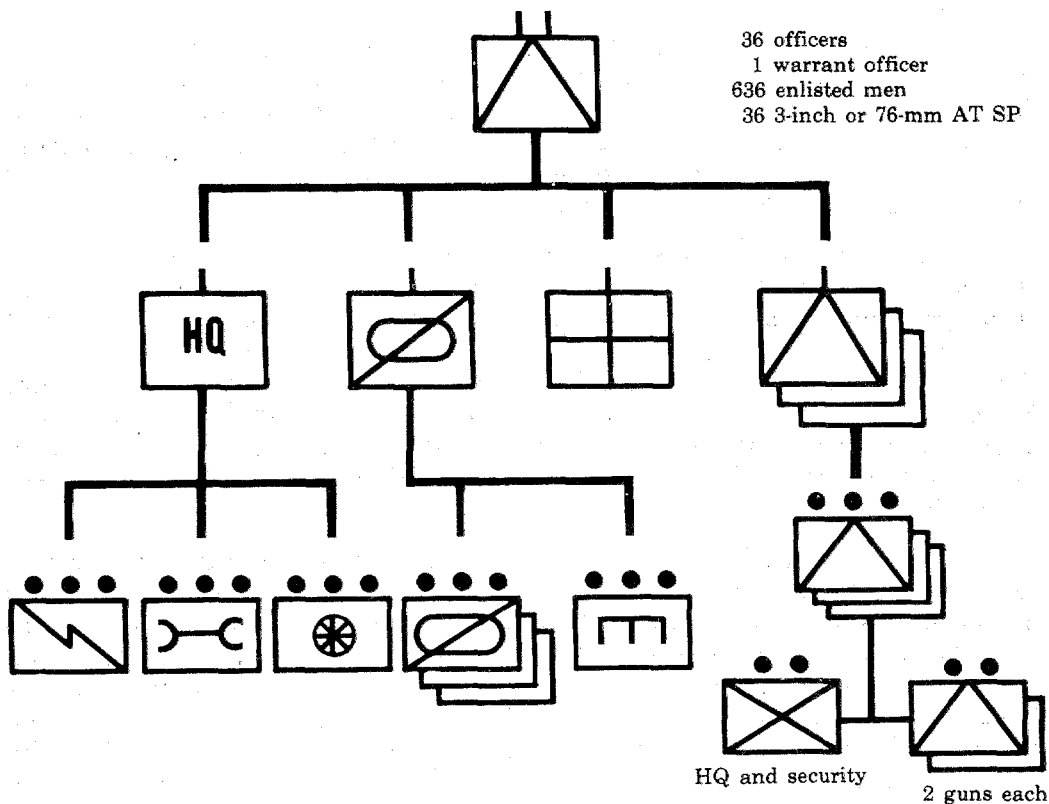 36 officers
1 warrant officer
636 enlisted men
36 3-inch or 76-mm AT SP
HQ
HQ and security
2 guns each